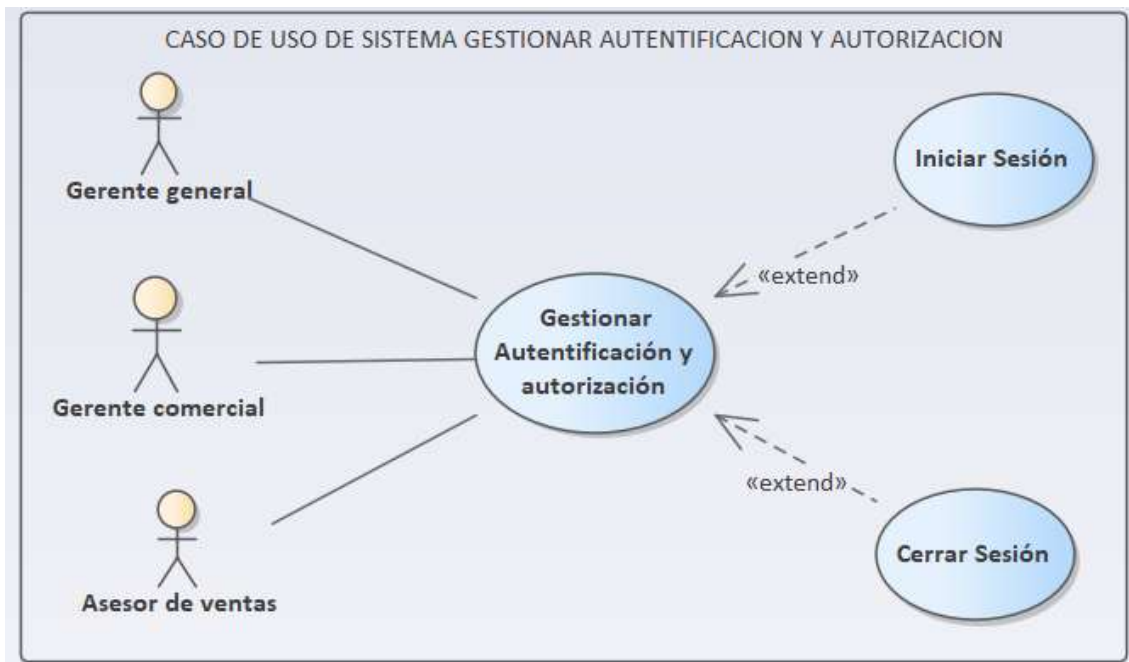 CASO DE USO DE SISTEMA GESTIONAR AUTENTIFICACION Y AUTORIZACION
Gerente general
Gerente comercial
Asesor de ventas
Gestionar
Autentificación y
autorización
Iniciar Sesión
«extend»
«extend»
Cerrar Sesión